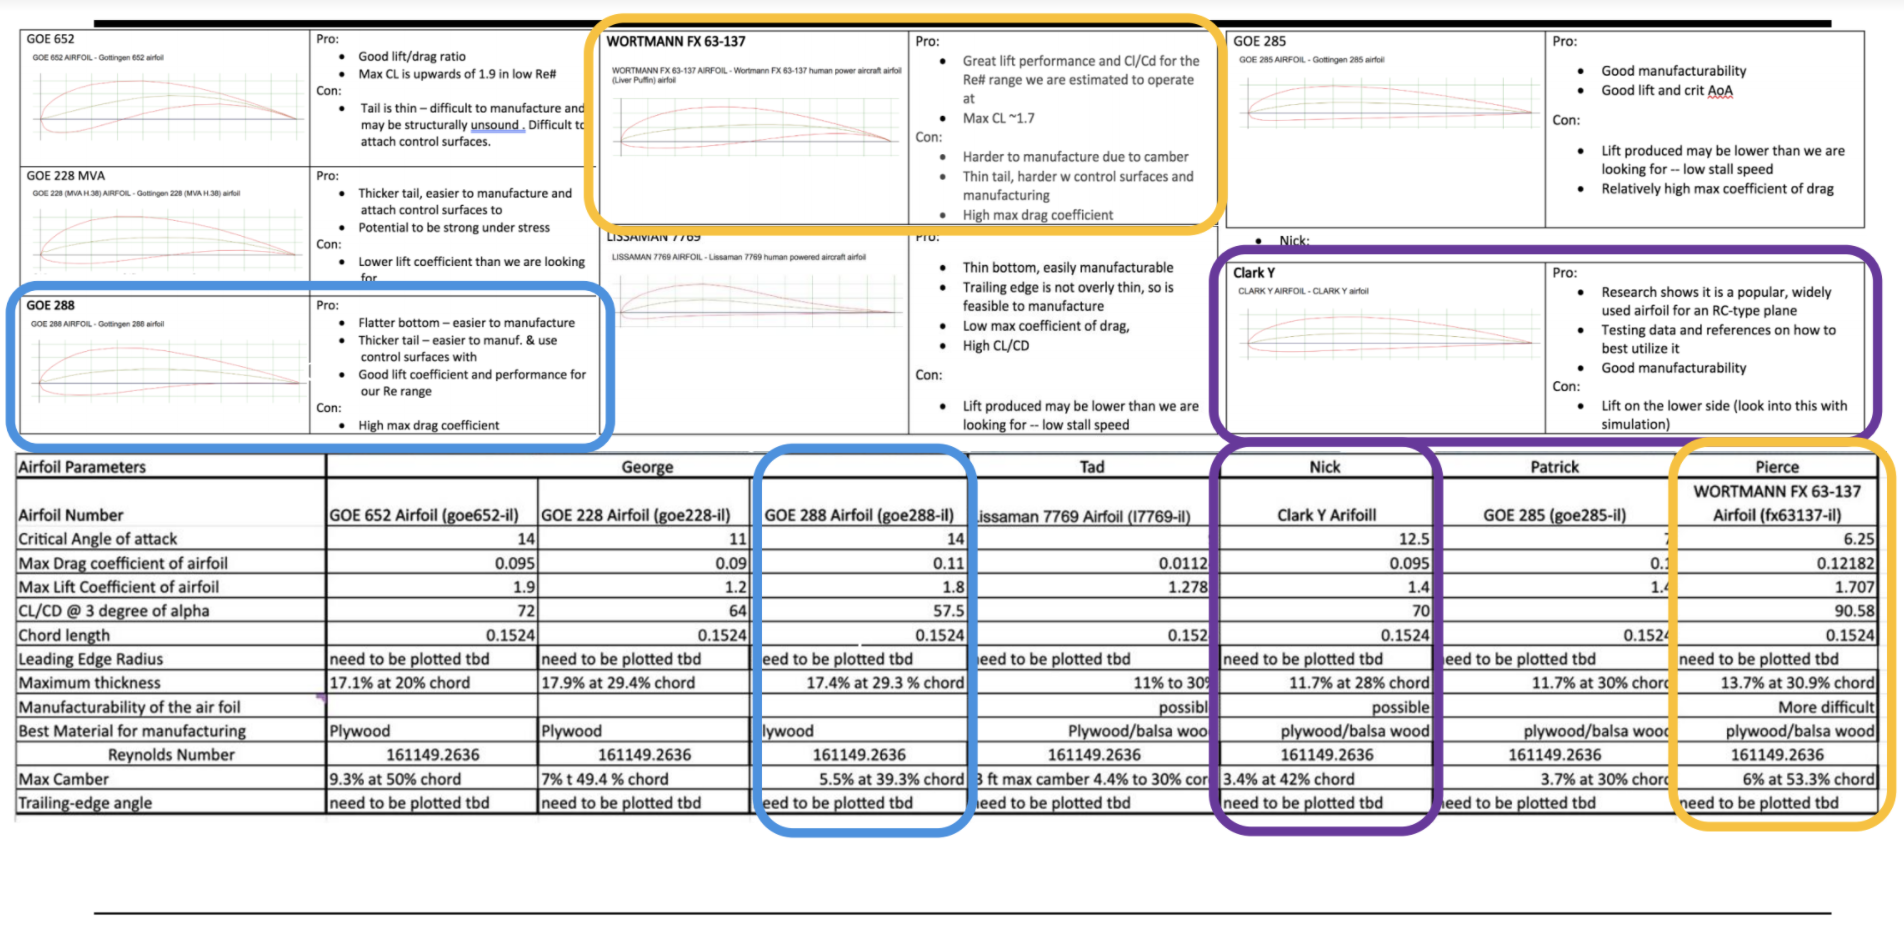 GOE 652
GOE 652 AIRFOIL - Gottingen 652 airfoil
Pro:
• Good lift/drag ratio
• Max CL is upwards of 1.9 in low Re#
Con:
• Tail is thin – difficult to manufacture and
may be structurally unsound . Difficult to
attach control surfaces.
GOE 228 MVA
GOE 228 (MVA H.38) AIRFOIL - Gottingen 228 (MVA H.38) airfoil
Pro:
• Thicker tail, easier to manufacture and
attach control surfaces to
• Potential to be strong under stress
Con:
• Lower lift coefficient than we are looking
for
GOE 288
GOE 288 AIRFOIL - Gottingen 288 airfoil
Pro:
• Flatter bottom – easier to manufacture
• Thicker tail – easier to manuf. & use
control surfaces with
• Good lift coefficient and performance for
our Re range
Con:
• High max drag coefficient
WORTMANN FX 63-137
WORTMANN FX 63-137 AIRFOIL - Wortmann FX 63-137 human power aircraft airfoil
(Liver Puffin) airfoil
Pro:
• Great lift performance and Cl/Cd for the
Re# range we are estimated to operate
at
• Max CL ~1.7
Con:
• Harder to manufacture due to camber
• Thin tail, harder w control surfaces and
manufacturing
• High max drag coefficient
LISSAMAN 7769
LISSAMAN 7769 AIRFOIL - Lissaman 7769 human powered aircraft airfoil
Pro:
• Thin bottom, easily manufacturable
• Trailing edge is not overly thin, so is
feasible to manufacture
• Low max coefficient of drag,
• High CL/CD
Con:
• Lift produced may be lower than we are
looking for -- low stall speed
GOE 285
GOE 285 AIRFOIL - Gottingen 285 airfoil
Pro:
• Good manufacturability
• Good lift and crit AoA
Con:
• Lift produced may be lower than we are
looking for -- low stall speed
• Relatively high max coefficient of drag
• Nick:
Clark Y
CLARK Y AIRFOIL - CLARK Y airfoil
Pro:
• Research shows it is a popular, widely
used airfoil for an RC-type plane
• Testing data and references on how to
best utilize it
• Good manufacturability
Con:
• Lift on the lower side (look into this with
simulation)
Airfoil Parameters George Tad Nick Patrick Pierce
Airfoil Number GOE 652 Airfoil (goe652-il) GOE 228 Airfoil (goe228-il) GOE 288 Airfoil (goe288-il) issaman 7769 Airfoil (l7769-il) Clark Y Arifoill GOE 285 (goe285-il) WORTMANN FX 63-137 Airfoil (fx63137-il)
Critical Angle of attack 14 11 14 12.5 7 6.25
Max Drag coefficient of airfoil 0.095 0.09 0.11 0.0112 0.095 0.1 0.12182
Max Lift Coefficient of airfoil 1.9 1.2 1.8 1.278 1.4 1.4 1.707
CL/CD @ 3 degree of alpha 72 64 57.5 70 90.58
Chord length 0.1524 0.1524 0.1524 0.152 0.1524 0.1524 0.1524
Leading Edge Radius need to be plotted tbd need to be plotted tbd eed to be plotted tbd eed to be plotted tbd need to be plotted tbd eed to be plotted tbd need to be plotted tbd
Maximum thickness 17.1% at 20% chord 17.9% at 29.4% chord 17.4% at 29.3 % chord 11% to 30% 11.7% at 28% chord 11.7% at 30% chord 13.7% at 30.9% chord
Manufacturability of the air foil possibl possible More difficult
Best Material for manufacturing Plywood Plywood lywood Plywood/balsa woo plywood/balsa wood plywood/balsa wood plywood/balsa wood
Reynolds Number 161149.2636 161149.2636 161149.2636 161149.2636 161149.2636 161149.2636 161149.2636
Max Camber 9.3% at 50% chord 7% t 49.4 % chord 5.5% at 39.3% chord 3 ft max camber 4.4% to 30% cor 3.4% at 42% chord 3.7% at 30% chord 6% at 53.3% chord
Trailing-edge angle need to be plotted tbd need to be plotted tbd eed to be plotted tbd eed to be plotted tbd need to be plotted tbd eed to be plotted tbd need to be plotted tbd